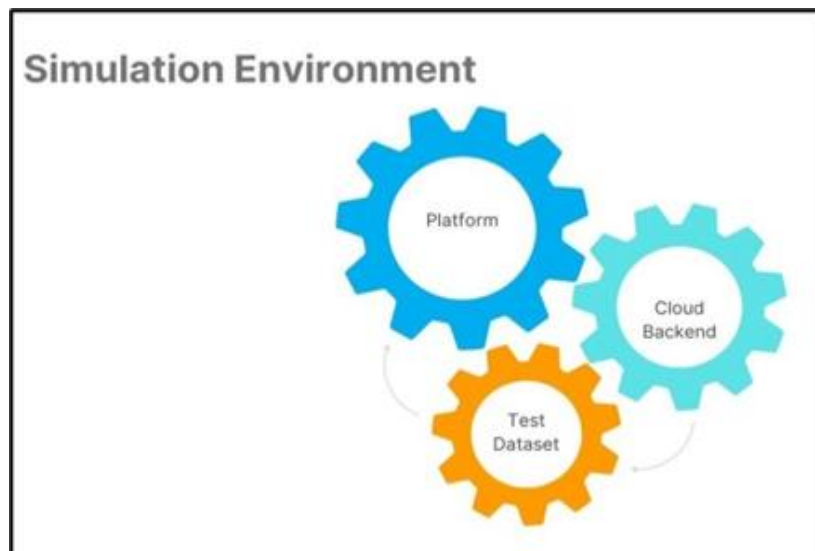 Simulation Environment
Platform
Cloud
Backend
Test
Dataset